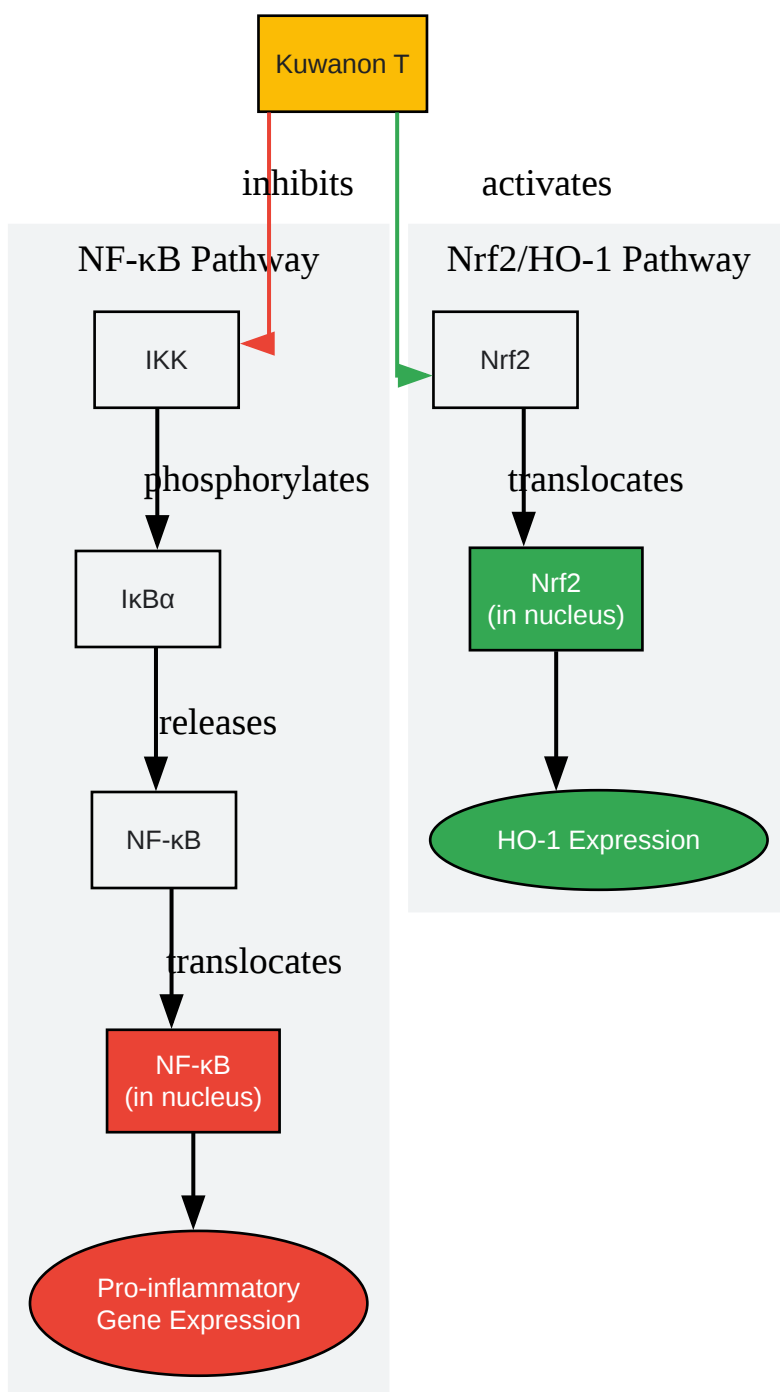 Kuwanon T
inhibits
activates
NF-κB Pathway
Nrf2/HO-1 Pathway
IKK
Nrf2
phosphorylates
translocates
IκBα
Nrf2
(in nucleus)
releases
NF-κB
HO-1 Expression
translocates
NF-κB
(in nucleus)
Pro-inflammatory
Gene Expression